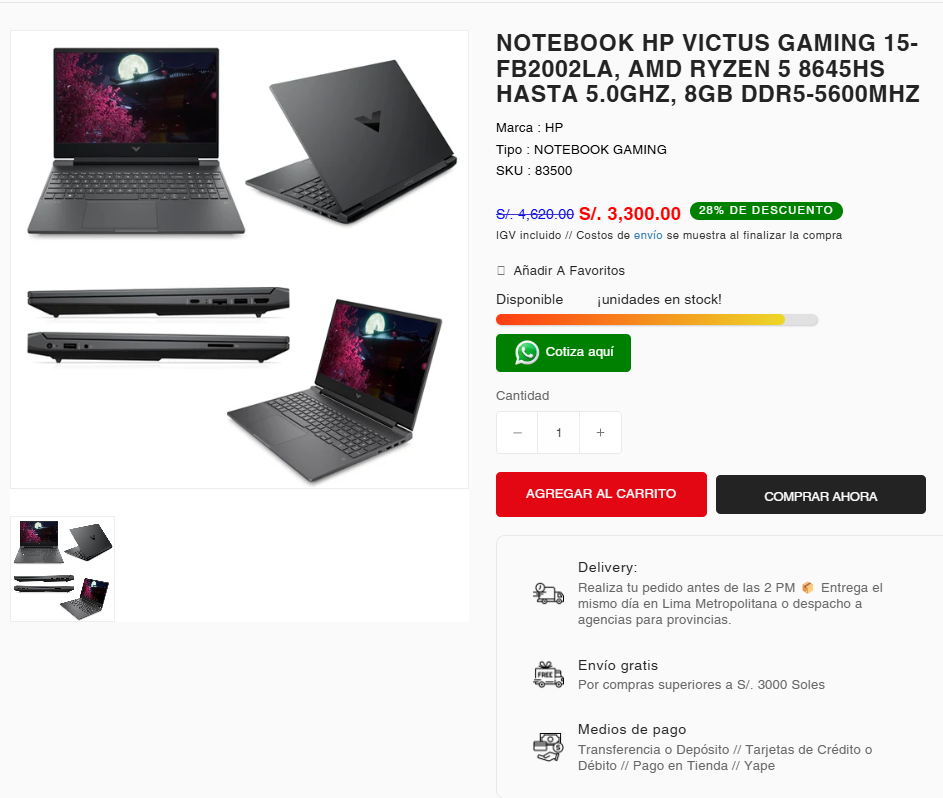 NOTEBOOK HP VICTUS GAMING 15-
FB2002LA, AMD RYZEN 5 8645HS
HASTA 5.0GHZ, 8GB DDR5-5600MHZ
Marca : HP
Tipo : NOTEBOOK GAMING
SKU : 83500
S/. 4,620.00 S/. 3,300.00 28% DE DESCUENTO
IGV incluido // Costos de envío se muestra al finalizar la compra
Añadir A Favoritos
Disponible ¡unidades en stock!
Cotiza aquí
Cantidad
− 1 +
AGREGAR AL CARRITO COMPRAR AHORA
Delivery:
Realiza tu pedido antes de las 2 PM 📦 Entrega el
mismo día en Lima Metropolitana o despacho a
agencias para provincias.
FREE
Envío gratis
Por compras superiores a S/. 3000 Soles
Medios de pago
Transferencia o Depósito // Tarjetas de Crédito o
Débito // Pago en Tienda // Yape